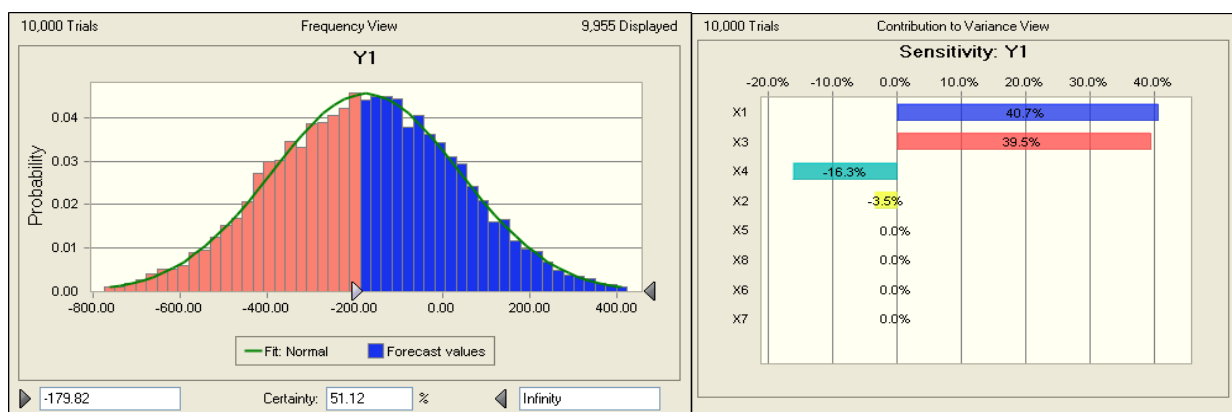 10,000 Trials Frequency View 9,955 Displayed
Y1
Probability
0.04
0.03
0.02
0.01
0.00
-800.00 -600.00 -400.00 -200.00 0.00 200.00 400.00
Fit: Normal Forecast values
-179.82 Certainty: 51.12 % Infinity
10,000 Trials Contribution to Variance View
Sensitivity: Y1
-20.0% -10.0% 0.0% 10.0% 20.0% 30.0% 40.0%
X1 40.7%
X3 39.5%
X4 -16.3%
X2 -3.5%
X5 0.0%
X8 0.0%
X6 0.0%
X7 0.0%